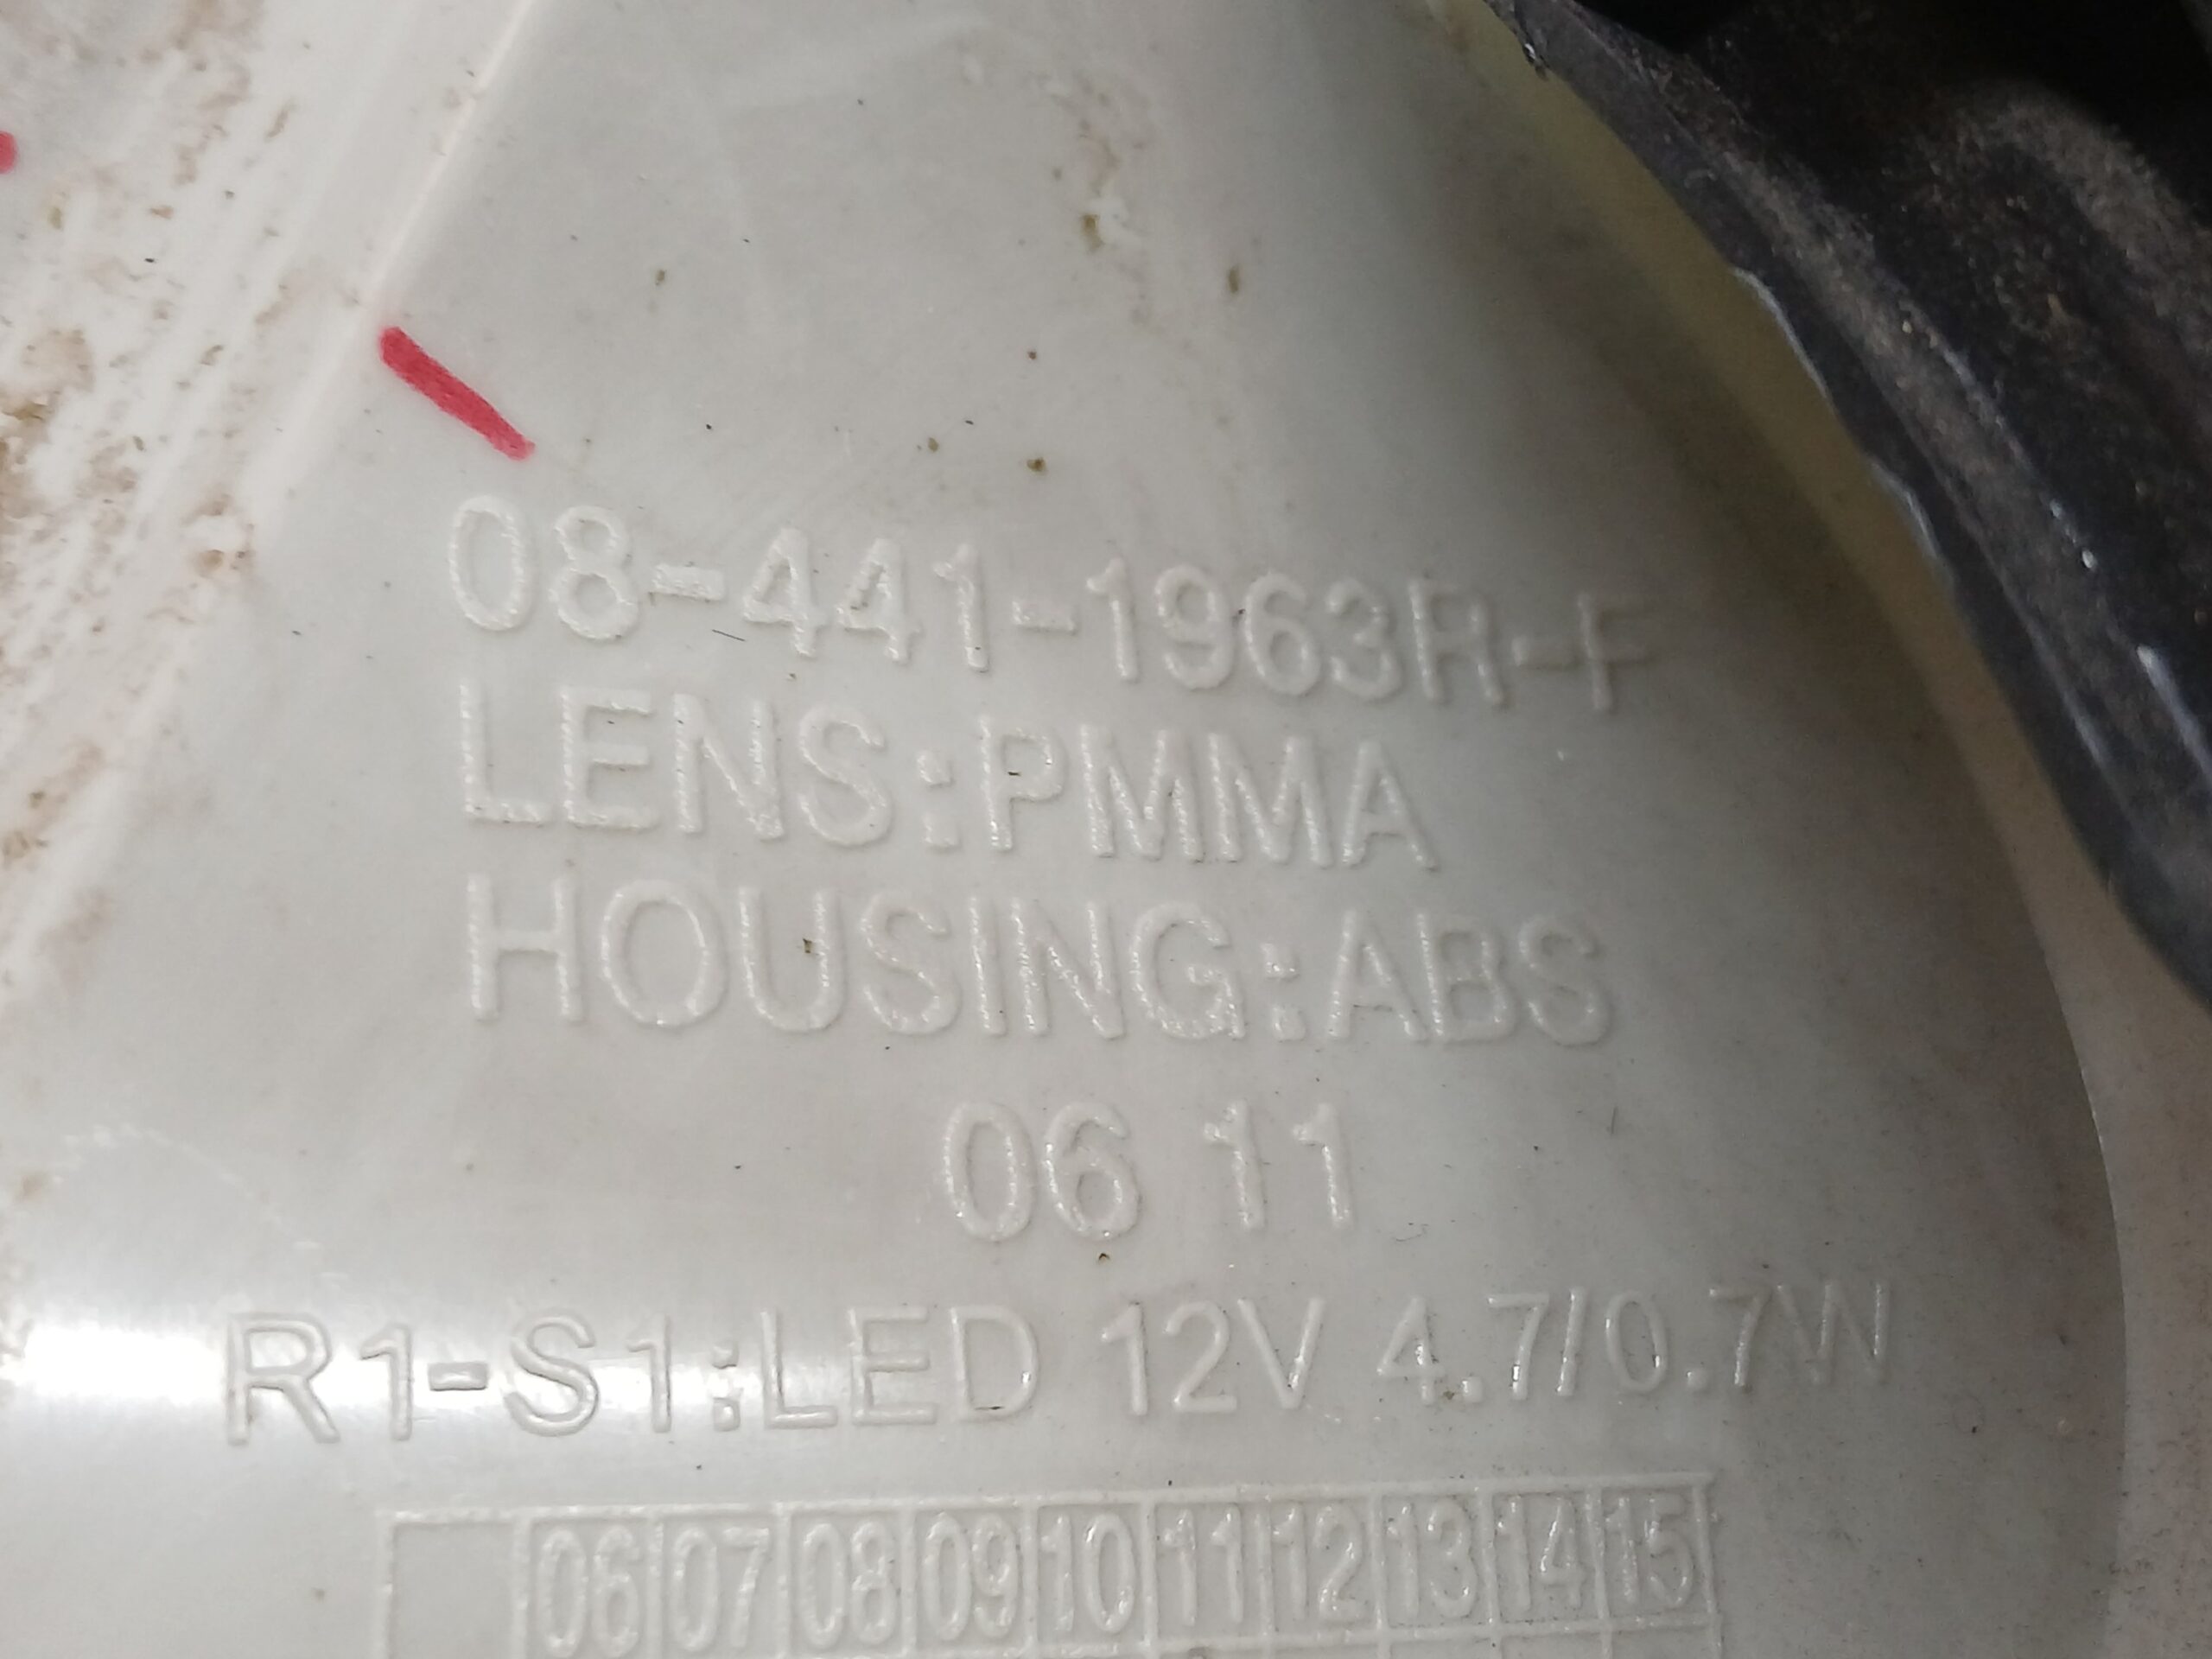 08-441-1963R-F
LENS:PMMA
HOUSING:ABS
06 11
R1-S1:LED 12V 4.7/0.7W
06 07 08 09 10 11 12 13 14 15